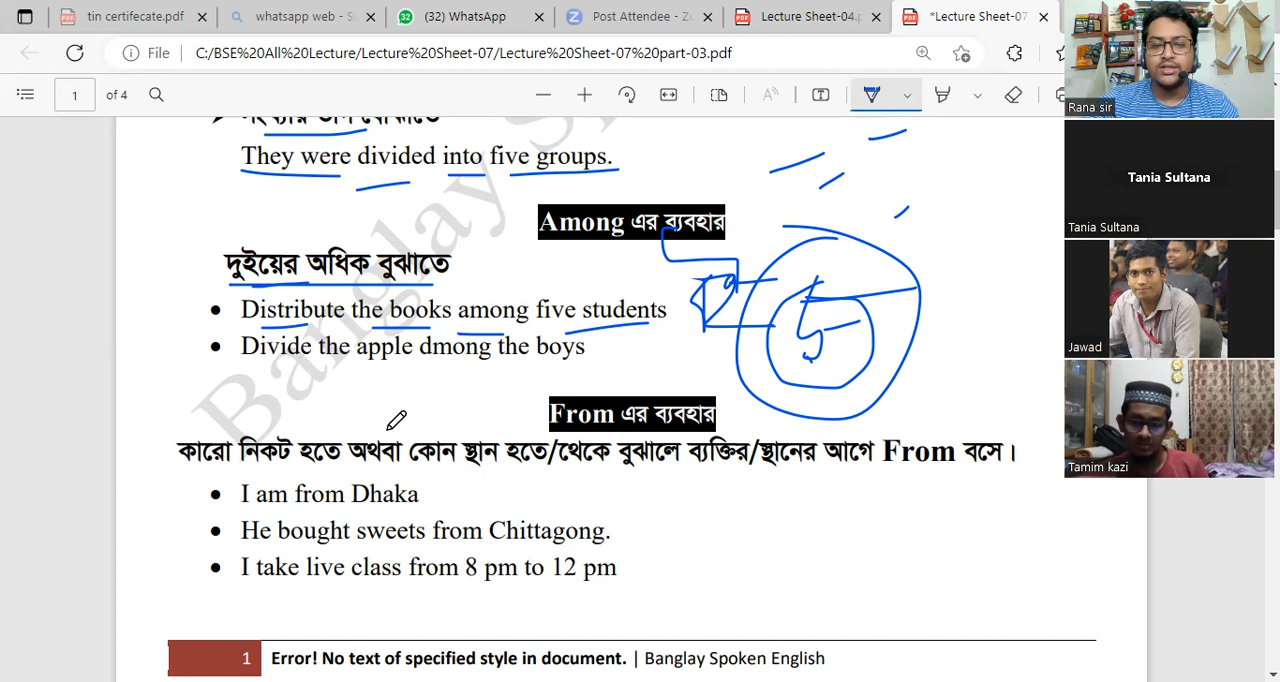 tin certifecate.pdf
whatsapp web - S
(32) WhatsApp
Post Attendee - Z
Lecture Sheet-04.p
*Lecture Sheet-07
File
C:/BSE%20All%20Lecture/Lecture%20Sheet-07/Lecture%20Sheet-07%20part-03.pdf
1 of 4
They were divided into five groups.
Among এর ব্যবহার
দুইয়ের অধিক বুঝাতে
Distribute the books among five students
Divide the apple dmong the boys
5
From এর ব্যবহার
কারো নিকট হতে অথবা কোন স্থান হতে/থেকে বুঝালে ব্যক্তির/স্থানের আগে From বসে।
I am from Dhaka
He bought sweets from Chittagong.
I take live class from 8 pm to 12 pm
1 Error! No text of specified style in document. | Banglay Spoken English
Banglay S
Rana sir
Tania Sultana
Tania Sultana
Jawad
Tamim kazi